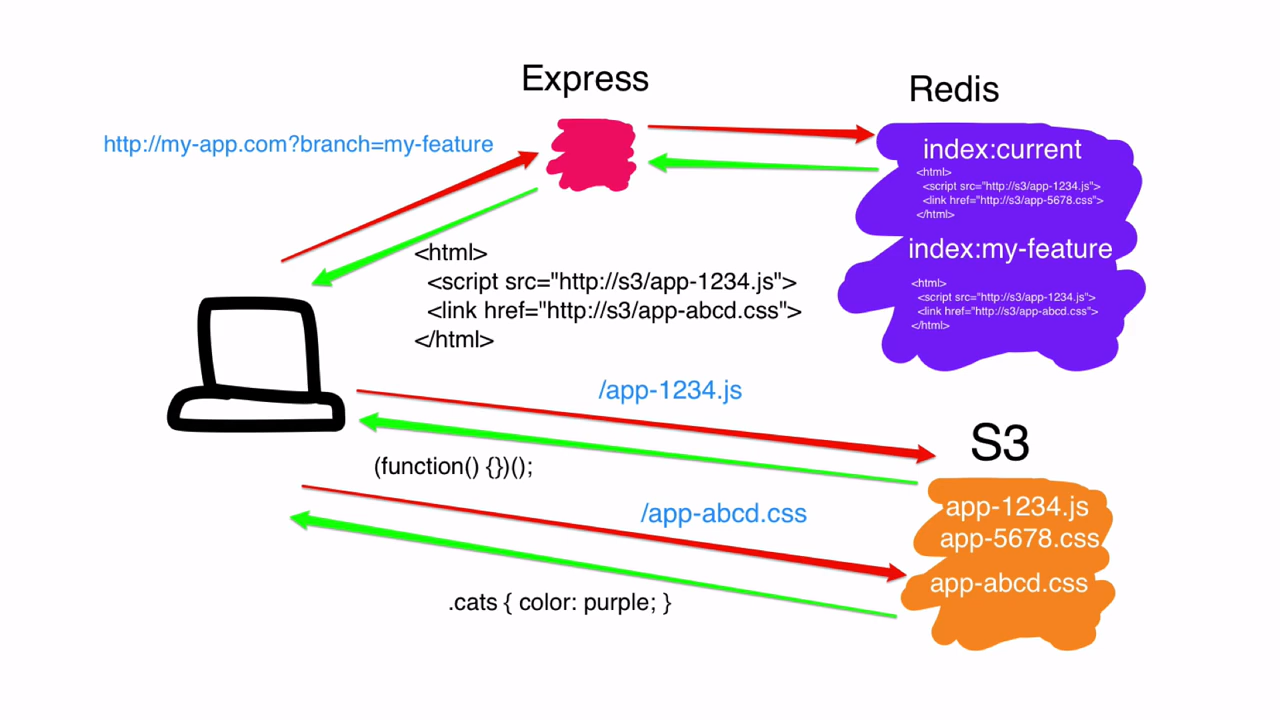 Express
Redis
http://my-app.com?branch=my-feature
index:current
<html>
<script src="http://s3/app-1234.js">
<link href="http://s3/app-5678.css">
</html>
index:my-feature
<html>
<script src="http://s3/app-1234.js">
<link href="http://s3/app-abcd.css">
</html>
<html>
<script src="http://s3/app-1234.js">
<link href="http://s3/app-abcd.css">
</html>
/app-1234.js
(function() {})();
S3
/app-abcd.css
app-1234.js
app-5678.css
app-abcd.css
.cats { color: purple; }